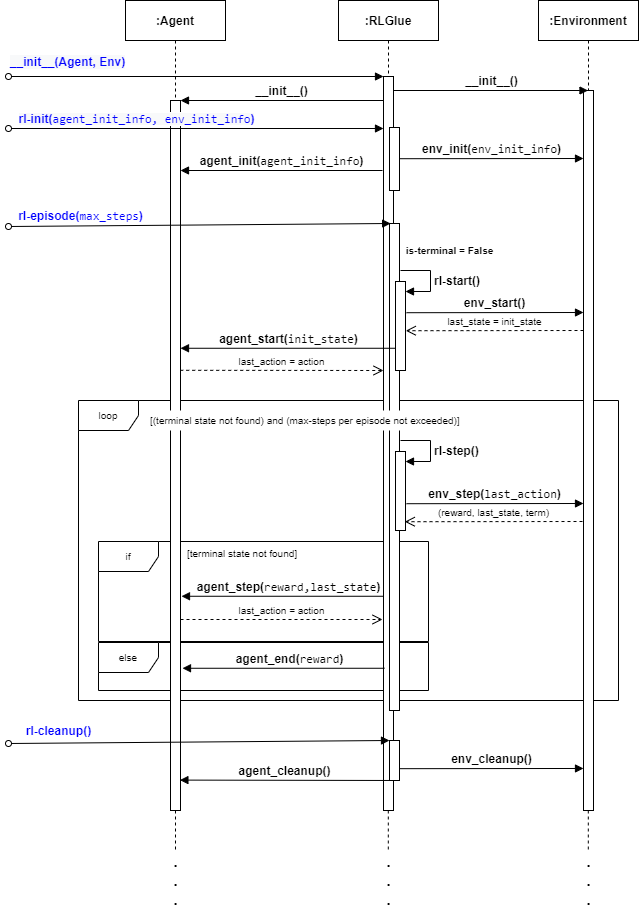 :Agent
:RLGlue
:Environment
__init__(Agent, Env)
__init__()
__init__()
rl-init(agent_init_info, env_init_info)
env_init(env_init_info)
agent_init(agent_init_info)
rl-episode(max_steps)
is-terminal = False
rl-start()
env_start()
last_state = init_state
agent_start(init_state)
last_action = action
loop
[(terminal state not found) and (max-steps per episode not exceeded)]
rl-step()
env_step(last_action)
(reward, last_state, term)
if
[terminal state not found]
agent_step(reward,last_state)
last_action = action
else
agent_end(reward)
rl-cleanup()
env_cleanup()
agent_cleanup()